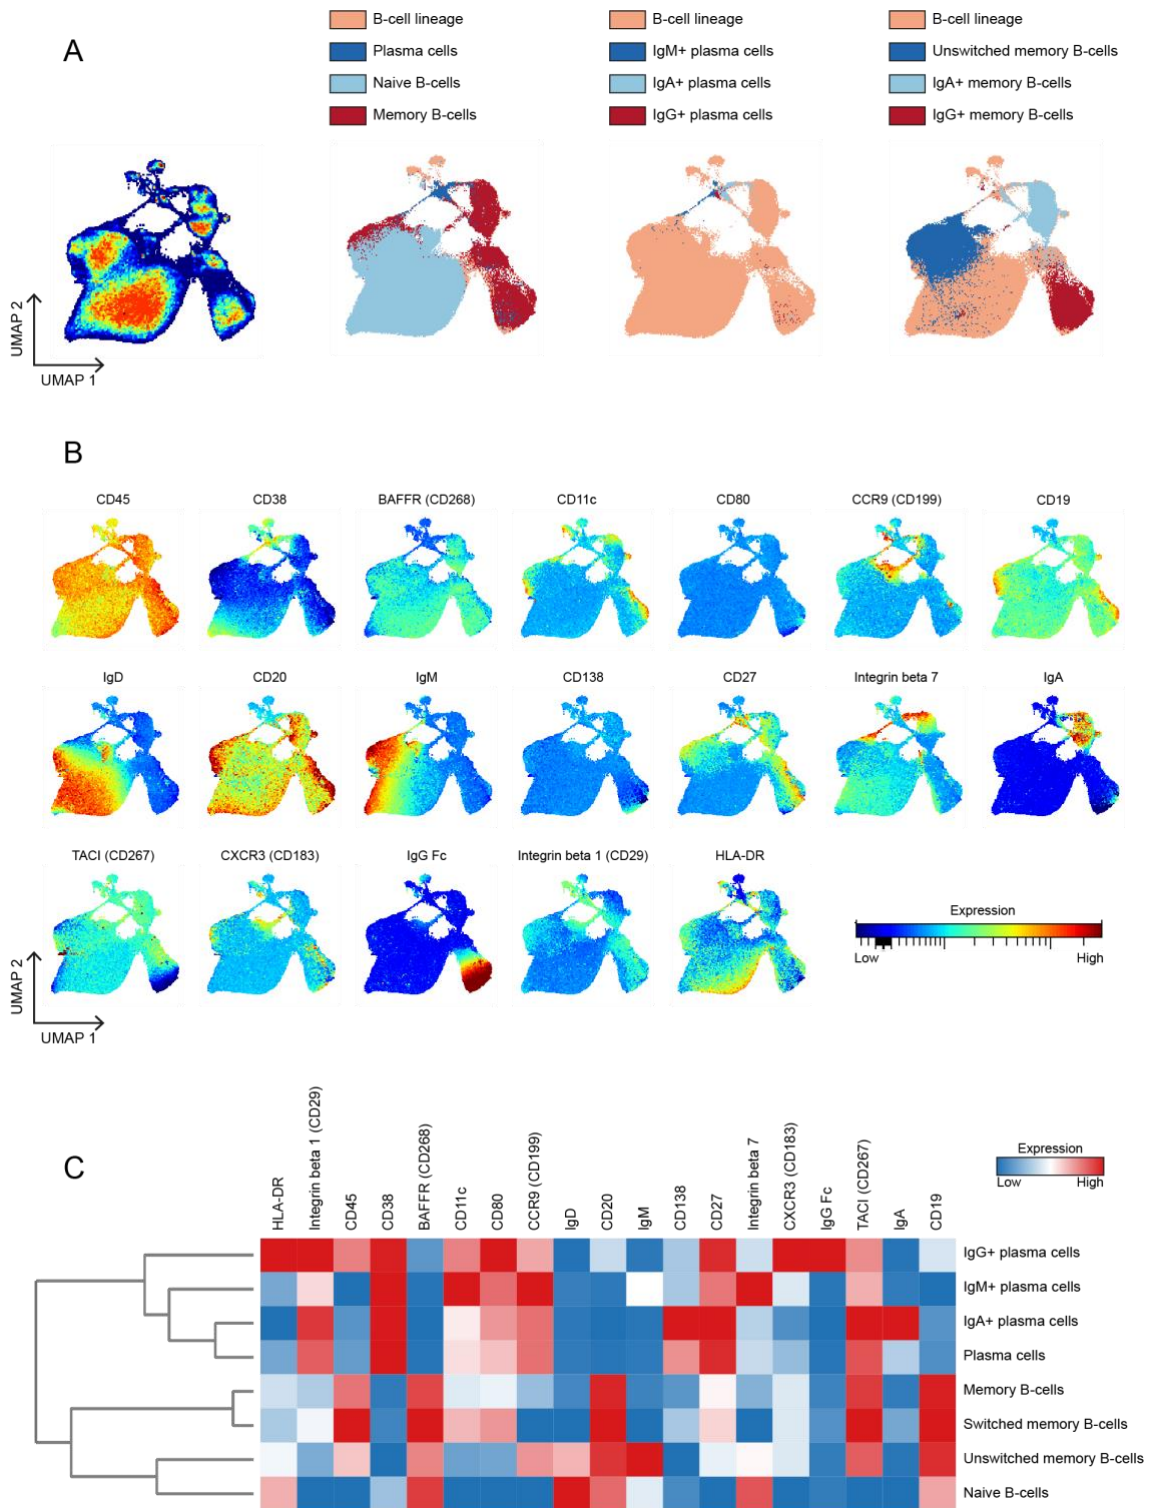 A
B-cell lineage
Plasma cells
Naive B-cells
Memory B-cells
B-cell lineage
IgM+ plasma cells
IgA+ plasma cells
IgG+ plasma cells
B-cell lineage
Unswitched memory B-cells
IgA+ memory B-cells
IgG+ memory B-cells
UMAP 2
UMAP 1
B
CD45 CD38 BAFFR (CD268) CD11c CD80 CCR9 (CD199) CD19
IgD CD20 IgM CD138 CD27 Integrin beta 7 IgA
TACI (CD267) CXCR3 (CD183) IgG Fc Integrin beta 1 (CD29) HLA-DR
Expression
Low High
UMAP 2
UMAP 1
C
HLA-DR
Integrin beta 1 (CD29)
CD45
CD38
BAFFR (CD268)
CD11c
CD80
CCR9 (CD199)
IgD
CD20
IgM
CD138
CD27
Integrin beta 7
CXCR3 (CD183)
IgG Fc
TACI (CD267)
IgA
CD19
Expression
Low High
IgG+ plasma cells
IgM+ plasma cells
IgA+ plasma cells
Plasma cells
Memory B-cells
Switched memory B-cells
Unswitched memory B-cells
Naive B-cells